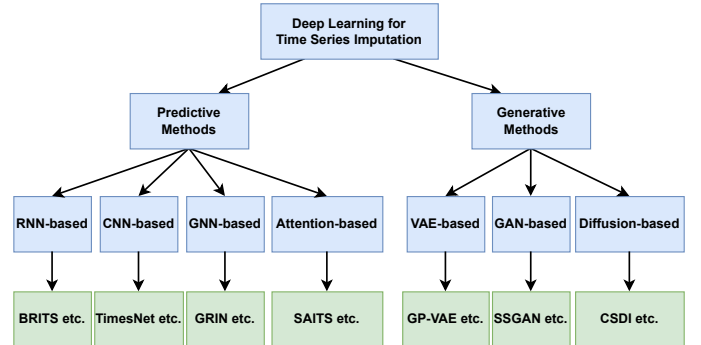 Deep Learning for
Time Series Imputation
Predictive
Methods
Generative
Methods
RNN-based
CNN-based
GNN-based
Attention-based
VAE-based
GAN-based
Diffusion-based
BRITS etc.
TimesNet etc.
GRIN etc.
SAITS etc.
GP-VAE etc.
SSGAN etc.
CSDI etc.